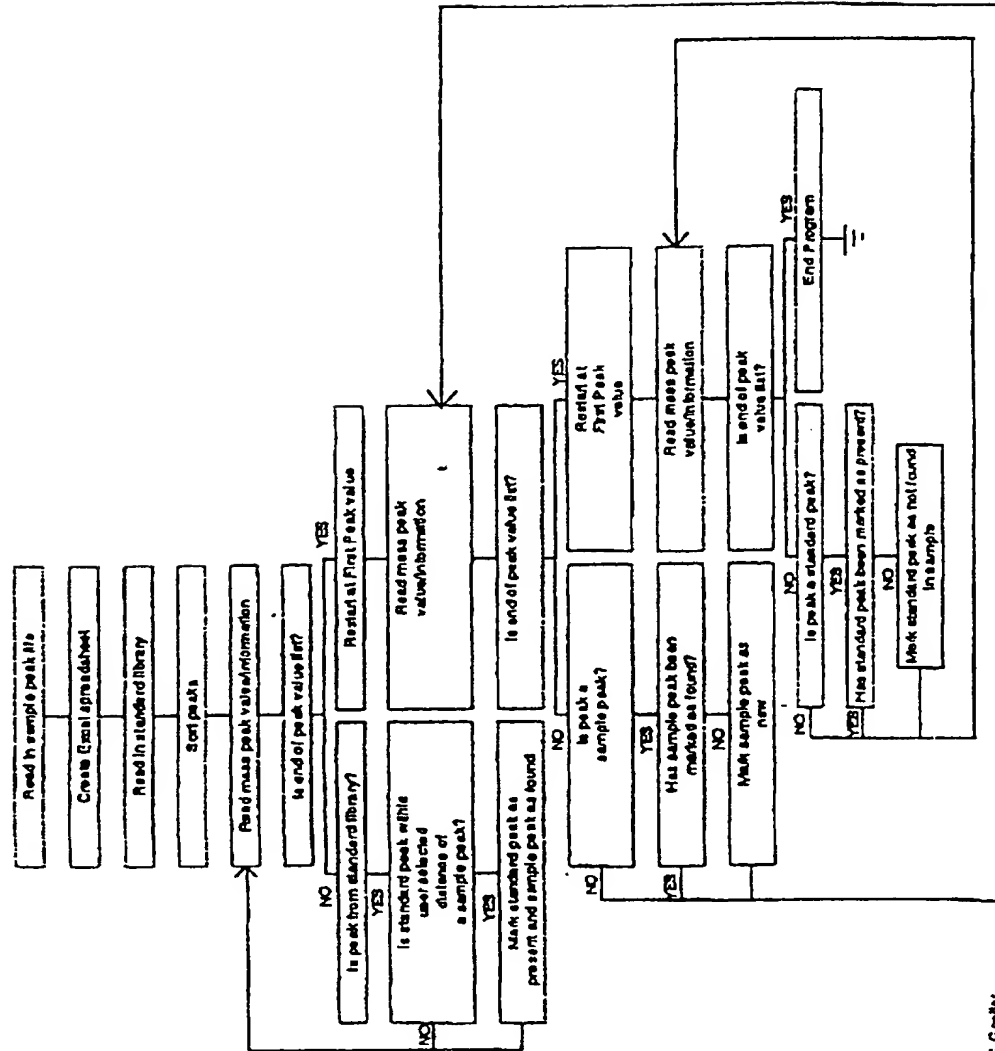 Read in sample peak file
Create Excel spreadsheet
Read in standard library
Sort peaks
Read mass peak value/information
Is end of peak value list?
NO
YES
Is peak from standard library?
Restart at First Peak value
YES
Is standard peak within
user selected
distance of
a sample peak?
Read mass peak
value/information
NO
YES
Mark standard peak as
present and sample peak as found
Is end of peak value list?
NO
YES
Is peak a
sample peak?
Restart at
First Peak
value
NO
YES
Has sample peak been
marked as found?
Read mass peak
value/information
YES
NO
Mark sample peak as
new
Is end of peak
value list?
NO
YES
Is peak a standard peak?
End Program
NO
YES
Has standard peak been marked as present?
YES
NO
Mark standard peak as not found
in sample